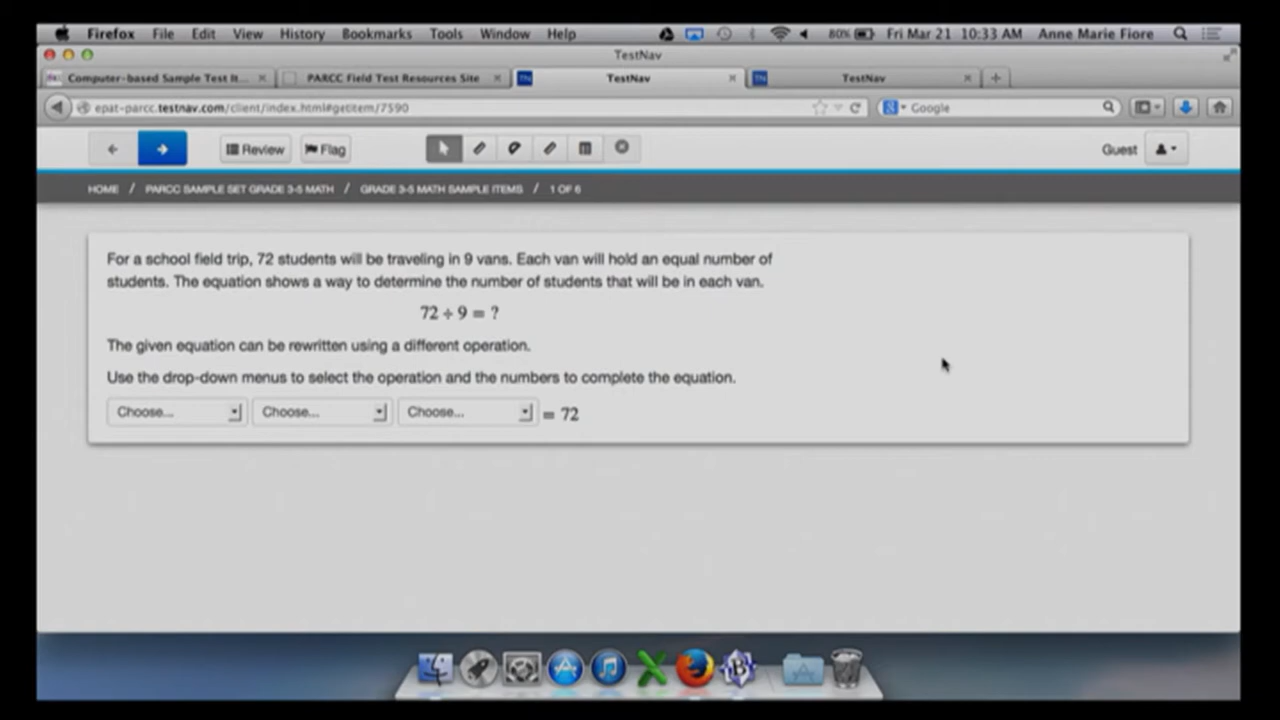 Firefox File Edit View History Bookmarks Tools Window Help 80% Fri Mar 21 10:33 AM Anne Marie Fiore
TestNav
Computer-based Sample Test It... PARCC Field Test Resources Site TestNav TestNav
epat-parcc.testnav.com/client/index.html#getitem/7590 Google
Review Flag Guest
HOME / PARCC SAMPLE SET GRADE 3-5 MATH / GRADE 3-5 MATH SAMPLE ITEMS / 1 OF 6
For a school field trip, 72 students will be traveling in 9 vans. Each van will hold an equal number of
students. The equation shows a way to determine the number of students that will be in each van.
72 ÷ 9 = ?
The given equation can be rewritten using a different operation.
Use the drop-down menus to select the operation and the numbers to complete the equation.
Choose... Choose... Choose... = 72